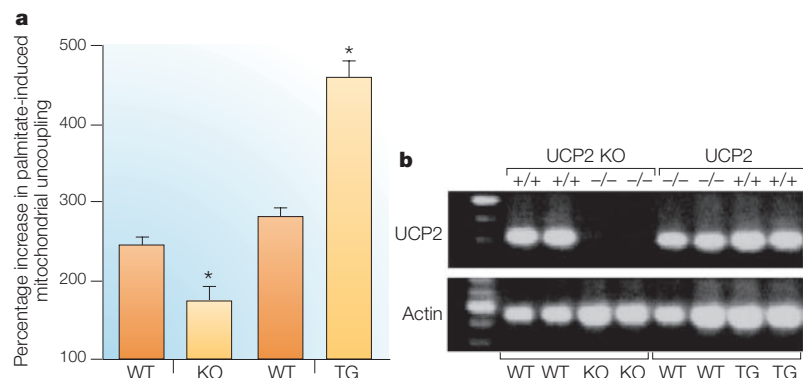 a
Percentage increase in palmitate-induced
mitochondrial uncoupling
500
400
300
200
100
*
*
WT KO WT TG
b
UCP2 KO UCP2
+/+ +/+ –/– –/– –/– –/– +/+ +/+
UCP2
Actin
WT WT KO KO WT WT TG TG